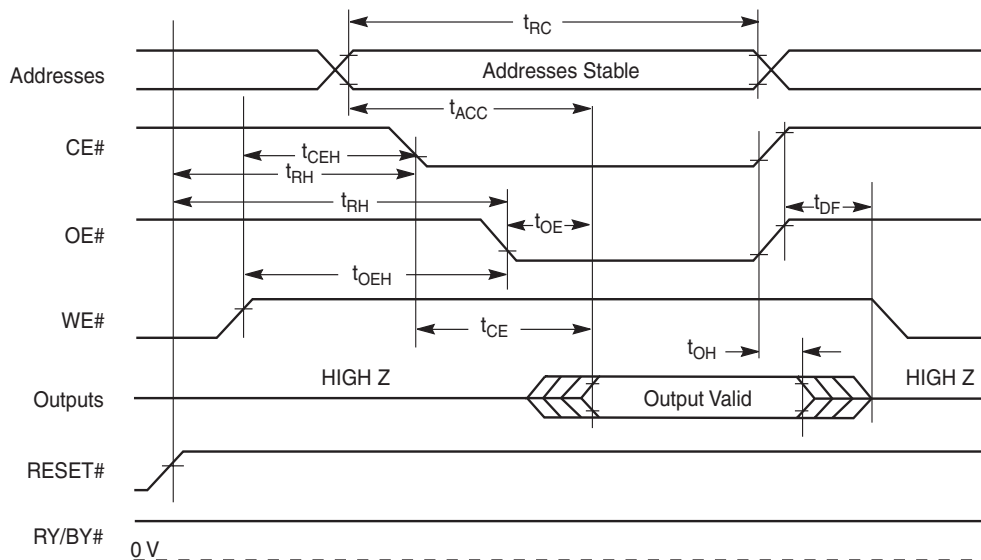 tRC
Addresses
Addresses Stable
tACC
CE#
tCEH
tRH
tRH
tDF
OE#
tOE
tOEH
WE#
tCE
tOH
HIGH Z
HIGH Z
Outputs
Output Valid
RESET#
RY/BY#
0 V